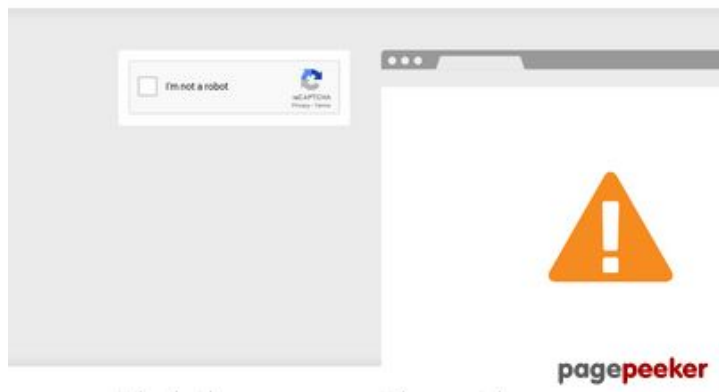 I'm not a robot
reCAPTCHA
Privacy - Terms
pagepeeker